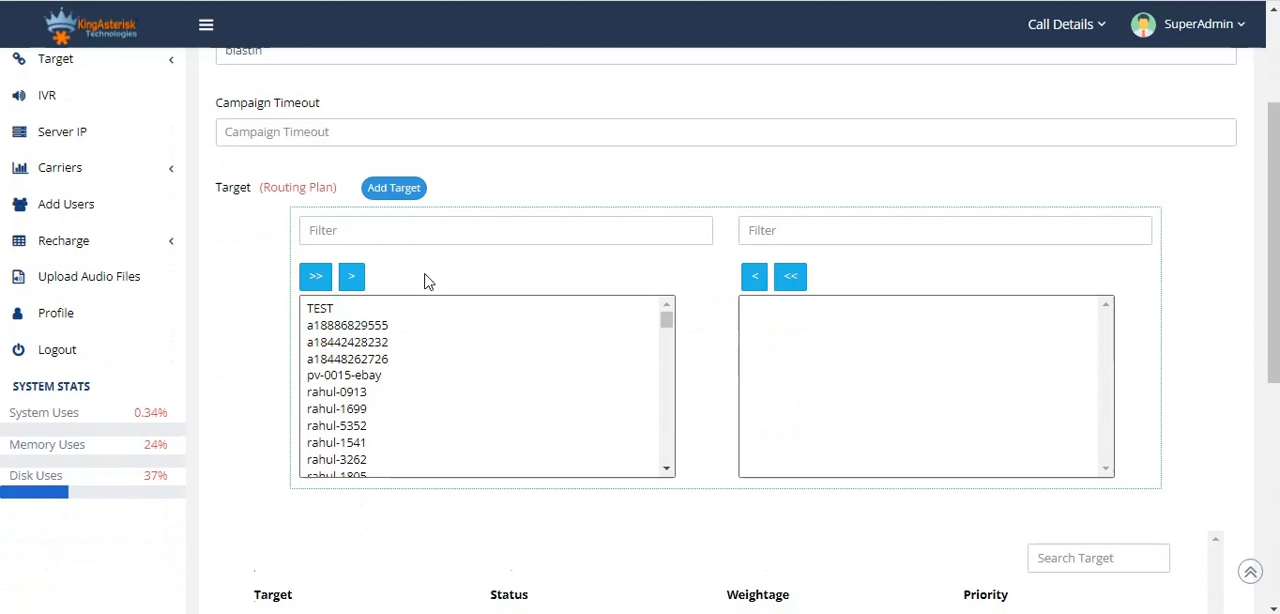 KingAsterisk
Technologies
Call Details
SuperAdmin
Target
IVR
Server IP
Carriers
Add Users
Recharge
Upload Audio Files
Profile
Logout
SYSTEM STATS
System Uses 0.34%
Memory Uses 24%
Disk Uses 37%
blastin
Campaign Timeout
Campaign Timeout
Target (Routing Plan) Add Target
Filter
>> >
TEST
a18886829555
a18442428232
a18448262726
pv-0015-ebay
rahul-0913
rahul-1699
rahul-5352
rahul-1541
rahul-3262
rahul-1805
Filter
< <<
Search Target
Target Status Weightage Priority